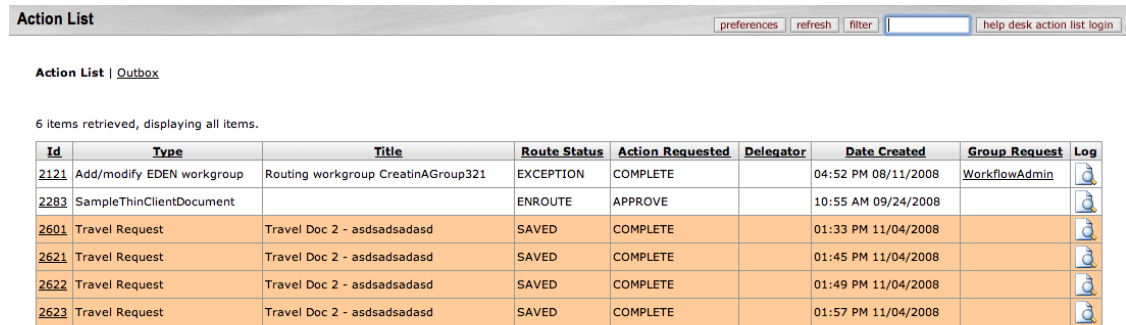 Action List
preferences refresh filter help desk action list login
Action List | Outbox
6 items retrieved, displaying all items.
Id Type Title Route Status Action Requested Delegator Date Created Group Request Log
2121 Add/modify EDEN workgroup Routing workgroup CreatinAGroup321 EXCEPTION COMPLETE 04:52 PM 08/11/2008 WorkflowAdmin
2283 SampleThinClientDocument ENROUTE APPROVE 10:55 AM 09/24/2008
2601 Travel Request Travel Doc 2 - asdsadsadasd SAVED COMPLETE 01:33 PM 11/04/2008
2621 Travel Request Travel Doc 2 - asdsadsadasd SAVED COMPLETE 01:45 PM 11/04/2008
2622 Travel Request Travel Doc 2 - asdsadsadasd SAVED COMPLETE 01:49 PM 11/04/2008
2623 Travel Request Travel Doc 2 - asdsadsadasd SAVED COMPLETE 01:57 PM 11/04/2008